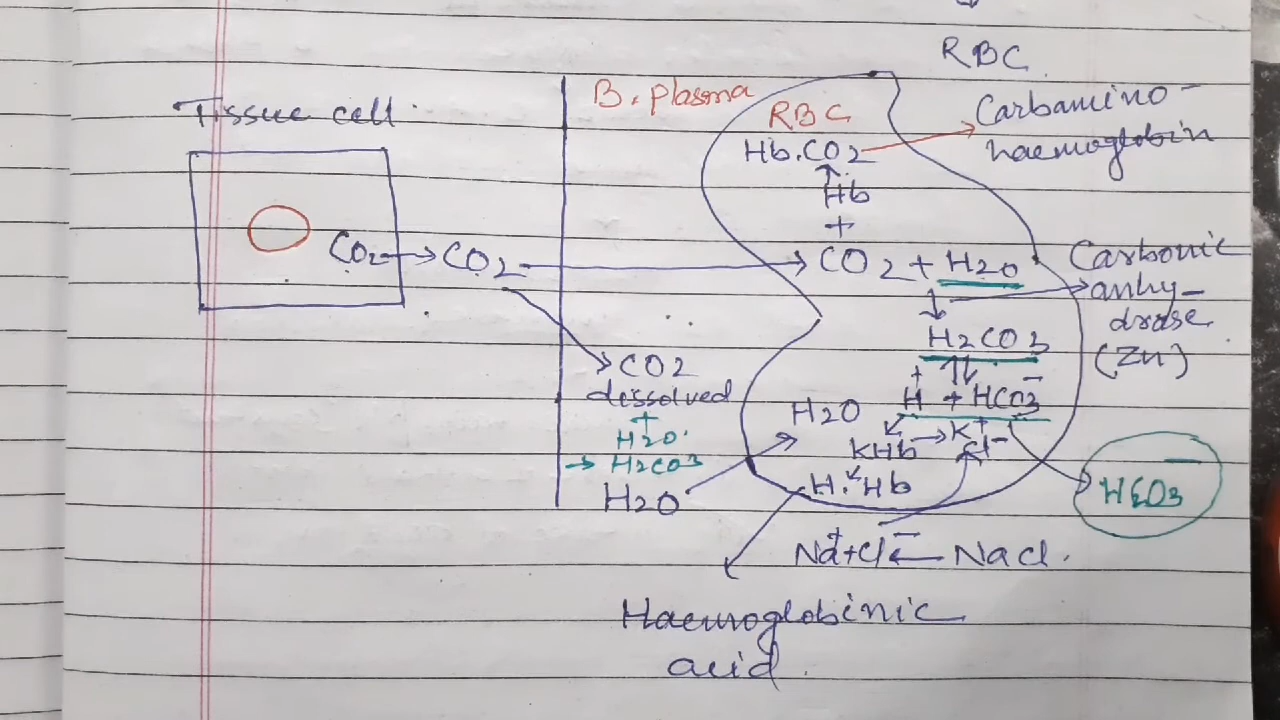 RBC
B. plasma
Tissue cell
RBC
Carbamino-
haemoglobin
Hb.CO2
Hb
+
CO2 → CO2
CO2 + H2O
Carbonic
anhy-
drase
(Zn)
H2CO3
CO2
dissolved
+
H2O
→ H2CO3
H2O
H2O
H⁺ + HCO3⁻
KHb → K⁺
Cl⁻
H.Hb
HCO3⁻
Na⁺+Cl⁻ ← NaCl.
Haemoglobinic
acid.